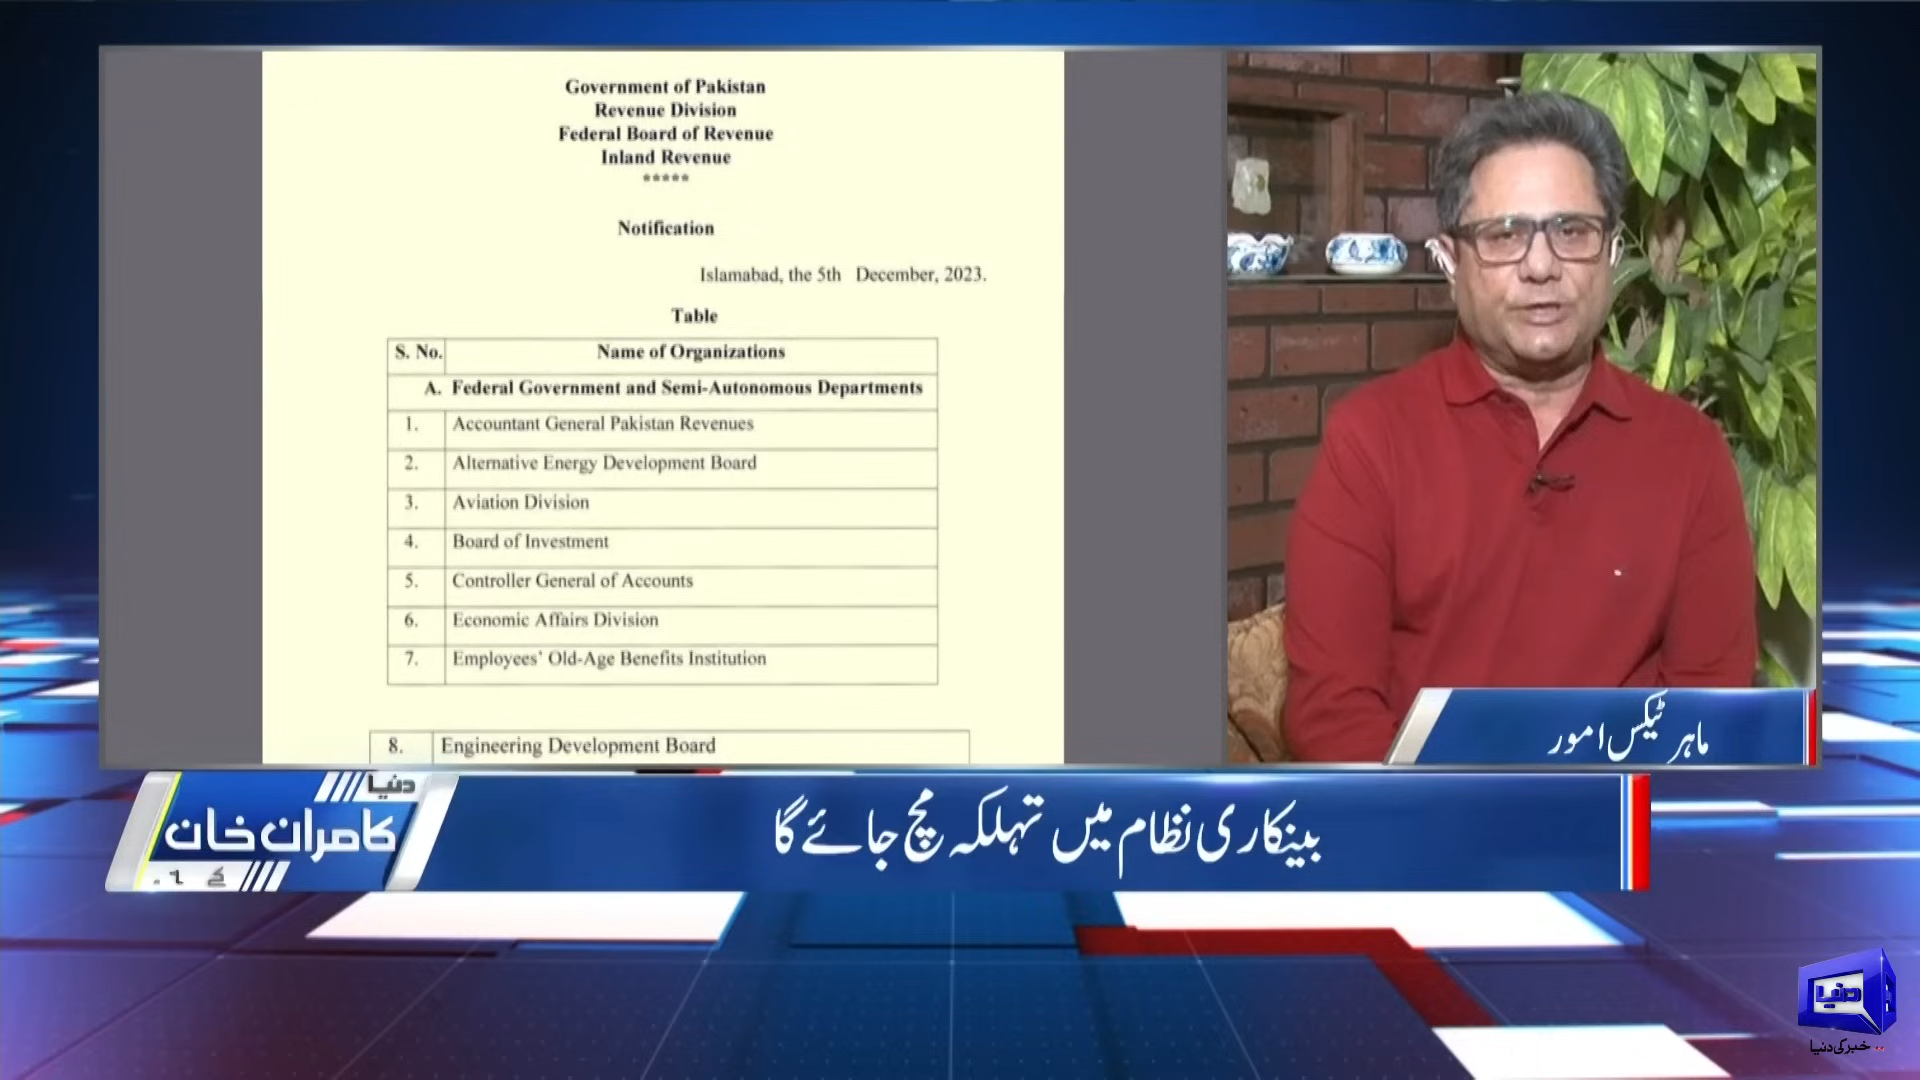 Government of Pakistan
Revenue Division
Federal Board of Revenue
Inland Revenue
*****
Notification
Islamabad, the 5th December, 2023.
Table
S. No. Name of Organizations
A. Federal Government and Semi-Autonomous Departments
1. Accountant General Pakistan Revenues
2. Alternative Energy Development Board
3. Aviation Division
4. Board of Investment
5. Controller General of Accounts
6. Economic Affairs Division
7. Employees' Old-Age Benefits Institution
8. Engineering Development Board
ماہر ٹیکس امور
دنیا
کامران خان
بینکاری نظام میں تہلکہ مچ جائے گا
دنیا
خبر کی دنیا